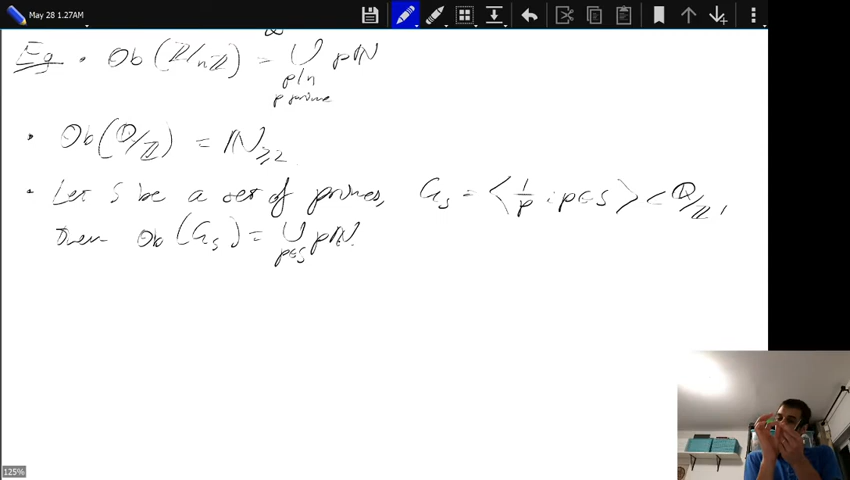 May 28 1.27AM
Eg · Ob(ℤ/nℤ) = ⋃ pℕ
p|n
p prime
· Ob(ℚ/ℤ) = ℕ≥2
· Let S be a set of primes, G_S = ⟨1/p : p∈S⟩ < ℚ/ℤ,
then Ob(G_S) = ⋃ pℕ.
p∈S
125%